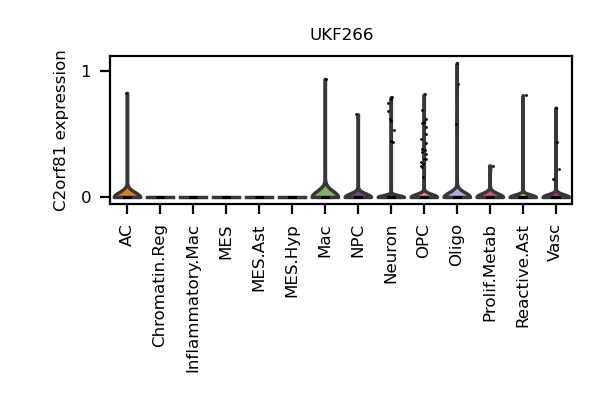 UKF266
C2orf81 expression
1
0
AC
Chromatin.Reg
Inflammatory.Mac
MES
MES.Ast
MES.Hyp
Mac
NPC
Neuron
OPC
Oligo
Prolif.Metab
Reactive.Ast
Vasc